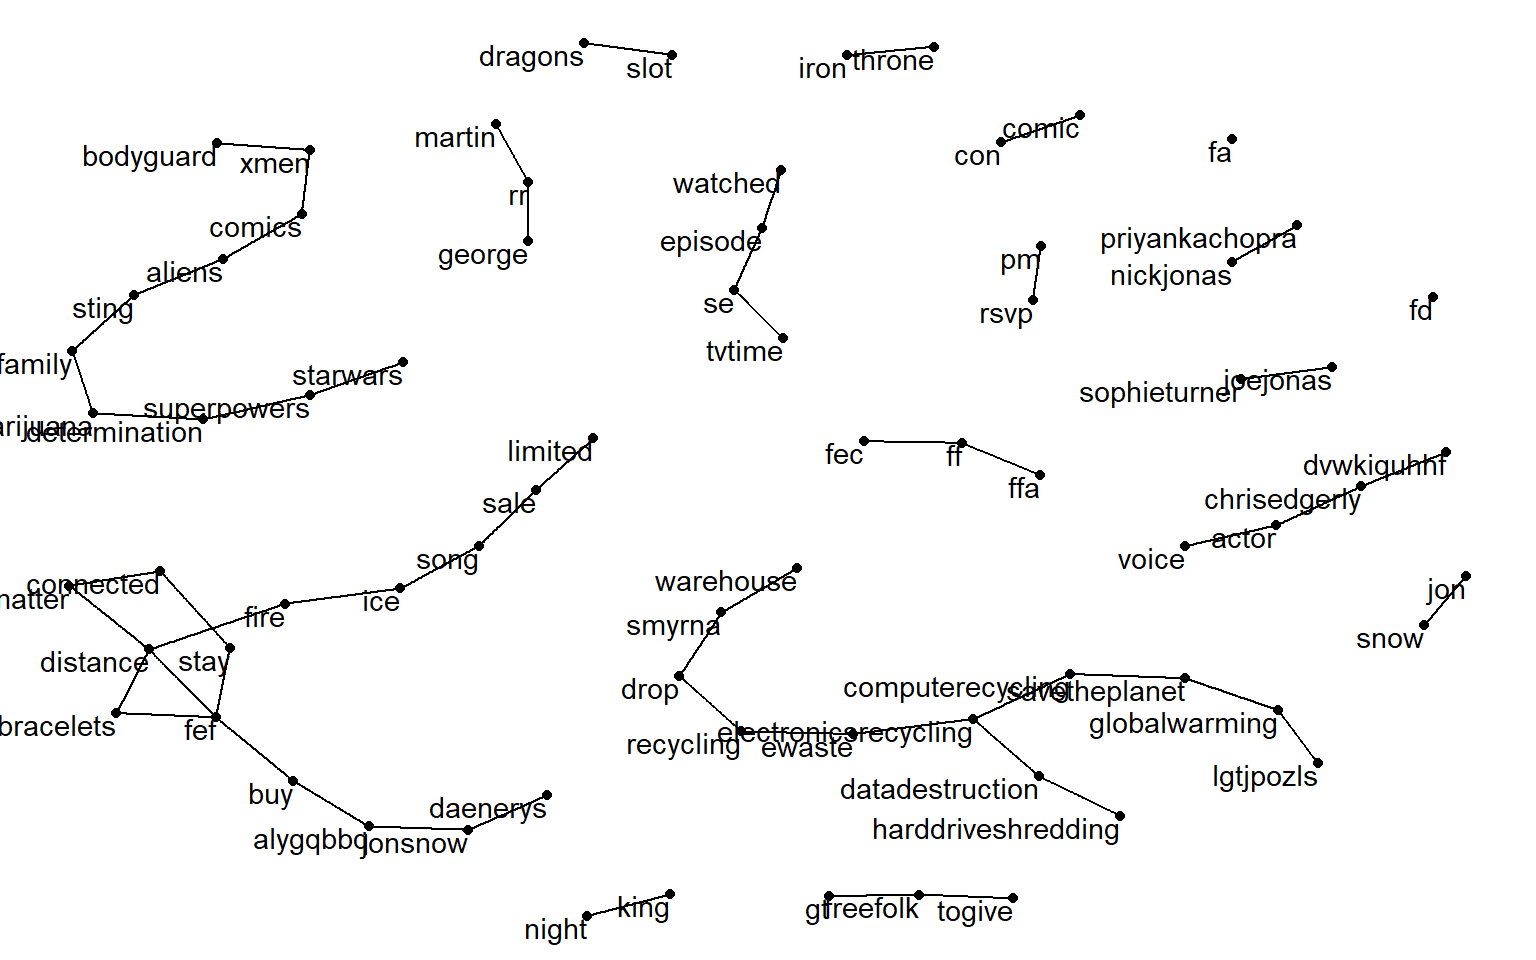 dragons
slot
iron
throne
martin
comic
con
fa
bodyguard
xmen
rr
watched
comics
george
episode
priyankachopra
pm
nickjonas
aliens
sting
se
rsvp
fd
family
tvtime
starwars
superpowers
determination
joejonas
sophieturner
limited
fec
ff
ffa
dvwkiquhhf
chrisedgerly
sale
song
actor
voice
connected
ice
fire
warehouse
smyrna
jon
snow
distance
stay
drop
computerecycling
savetheplanet
bracelets
fef
recycling
ewaste
electronicsrecycling
globalwarming
lgtjpozls
buy
daenerys
datadestruction
alygqbbq
jonsnow
harddriveshredding
king
night
freefolk
togive